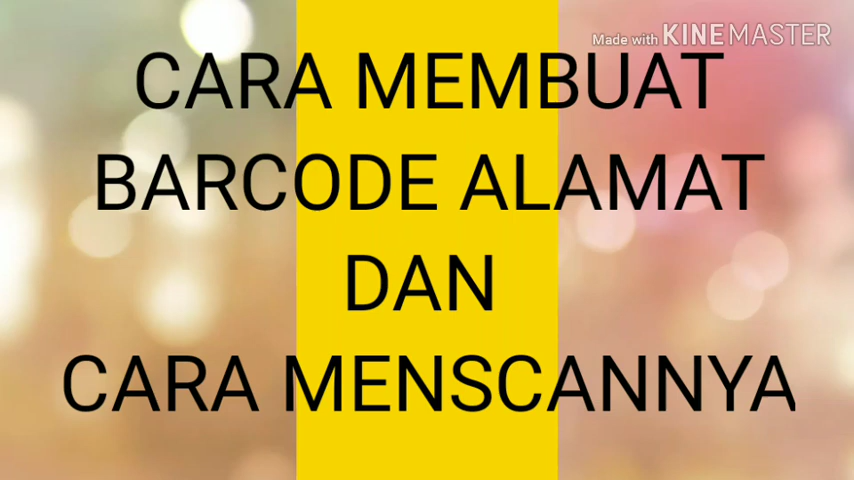 Made with KINEMASTER
CARA MEMBUAT
BARCODE ALAMAT
DAN
CARA MENSCANNYA